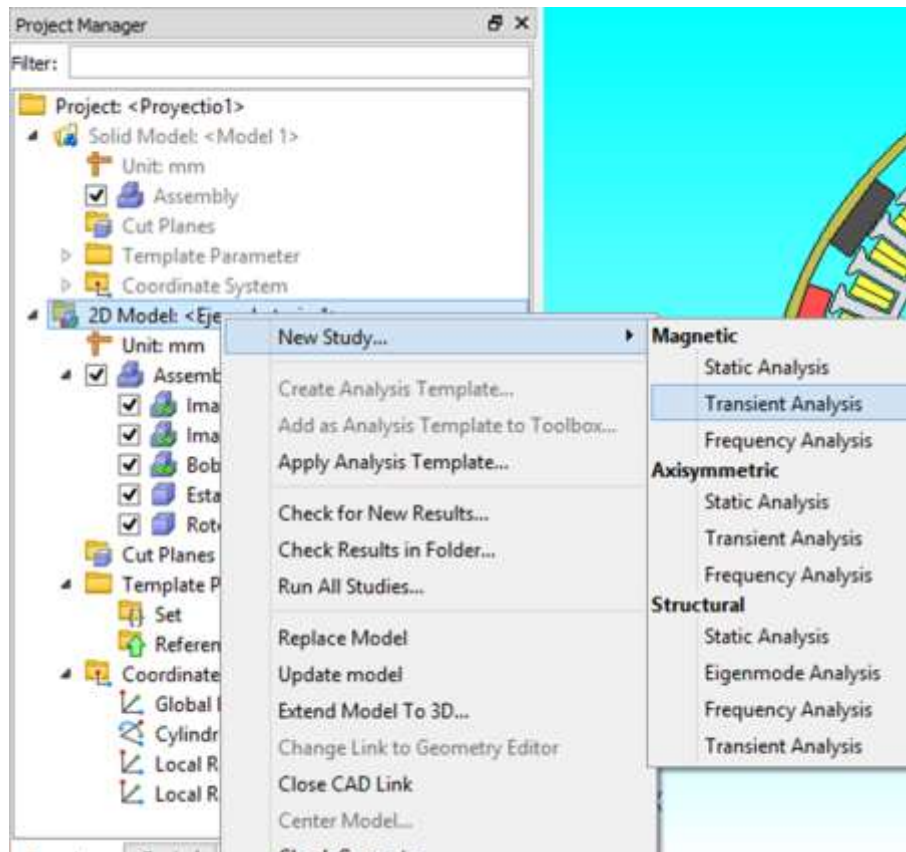 Project Manager
Filter:
Project: <Proyectio1>
Solid Model: <Model 1>
Unit: mm
Assembly
Cut Planes
Template Parameter
Coordinate System
2D Model: <Eje
Unit: mm
Assemb
Ima
Ima
Bob
Esta
Roto
Cut Planes
Template P
Set
Referen
Coordinate
Global
Cylindr
Local R
Local R
New Study...
Create Analysis Template...
Add as Analysis Template to Toolbox...
Apply Analysis Template...
Check for New Results...
Check Results in Folder...
Run All Studies...
Replace Model
Update model
Extend Model To 3D...
Change Link to Geometry Editor
Close CAD Link
Center Model...
Magnetic
Static Analysis
Transient Analysis
Frequency Analysis
Axisymmetric
Static Analysis
Transient Analysis
Frequency Analysis
Structural
Static Analysis
Eigenmode Analysis
Frequency Analysis
Transient Analysis